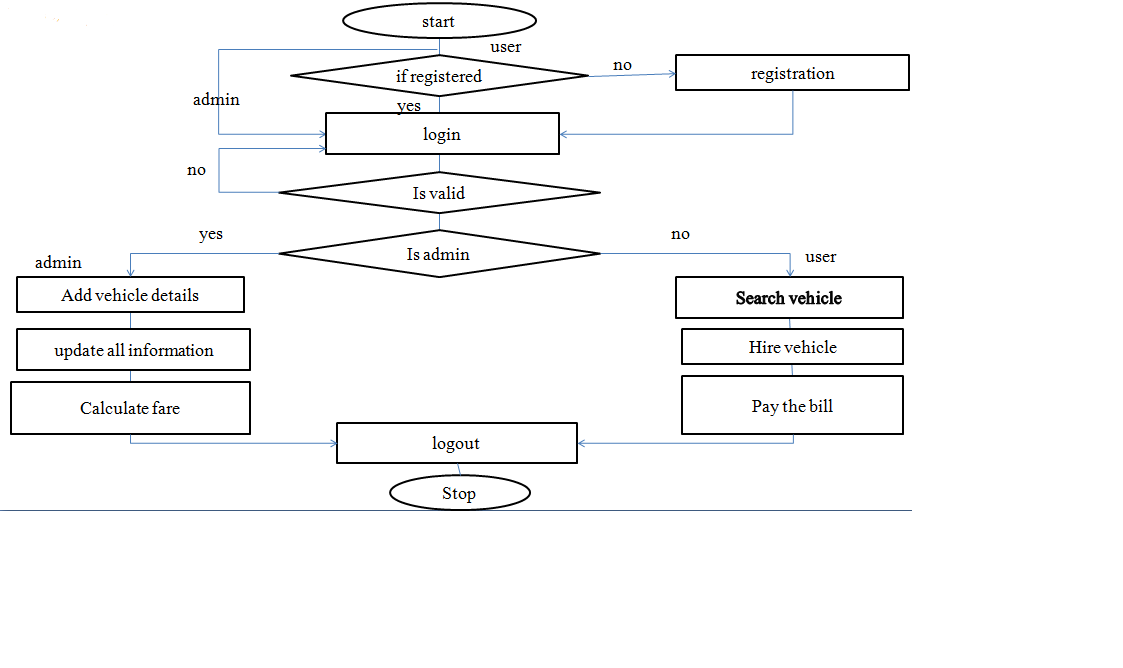 start
user
if registered
no
registration
admin
yes
login
no
Is valid
yes
no
Is admin
admin
user
Add vehicle details
Search vehicle
update all information
Hire vehicle
Calculate fare
Pay the bill
logout
Stop